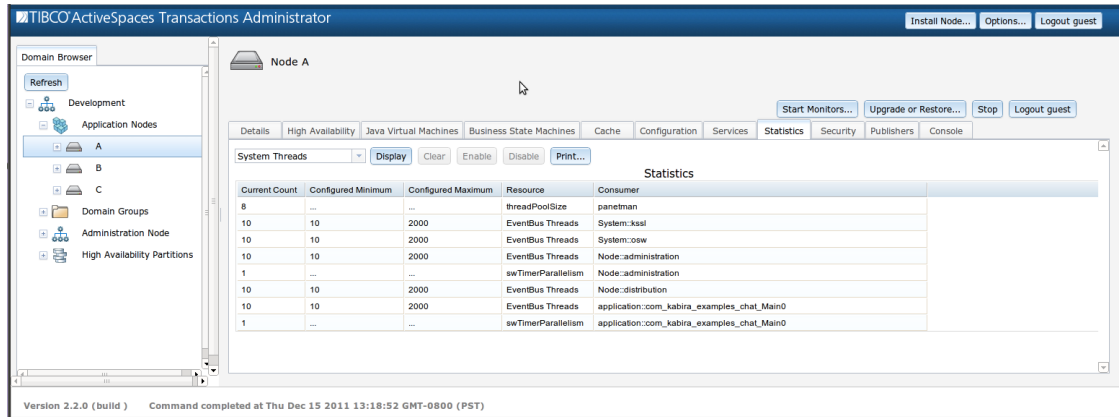 TIBCO® ActiveSpaces Transactions Administrator
Install Node... Options... Logout guest
Domain Browser
Refresh
Development
Application Nodes
A
B
C
Domain Groups
Administration Node
High Availability Partitions
Node A
Start Monitors... Upgrade or Restore... Stop Logout guest
Details High Availability Java Virtual Machines Business State Machines Cache Configuration Services Statistics Security Publishers Console
System Threads Display Clear Enable Disable Print...
Statistics
Current Count Configured Minimum Configured Maximum Resource Consumer
8 ... ... threadPoolSize panetman
10 10 2000 EventBus Threads System::kssl
10 10 2000 EventBus Threads System::osw
10 10 2000 EventBus Threads Node::administration
1 ... ... swTimerParallelism Node::administration
10 10 2000 EventBus Threads Node::distribution
10 10 2000 EventBus Threads application::com_kabira_examples_chat_Main0
1 ... ... swTimerParallelism application::com_kabira_examples_chat_Main0
Version 2.2.0 (build ) Command completed at Thu Dec 15 2011 13:18:52 GMT-0800 (PST)